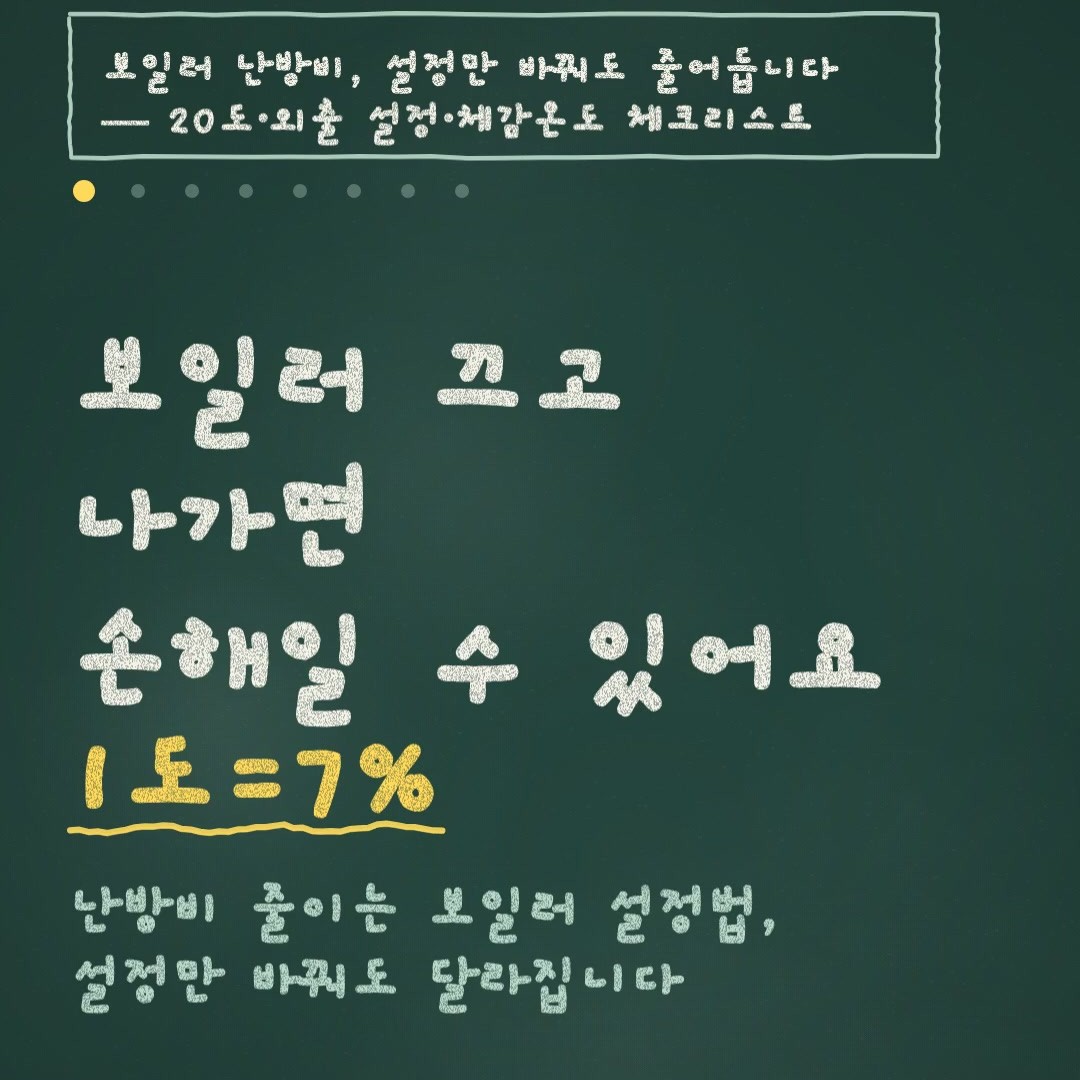 보일러 난방비, 설정만 바꿔도 줄어듭니다
— 20도·외출 설정·체감온도 체크리스트
보일러 끄고
나가면
손해일 수 있어요
1도=7%
난방비 줄이는 보일러 설정법,
설정만 바꿔도 달라집니다